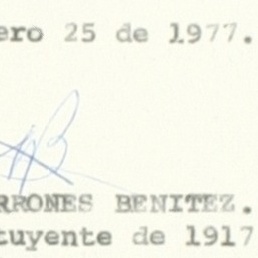 ero 25 de 1977.
RRONES BENITEZ.
tuyente de 1917